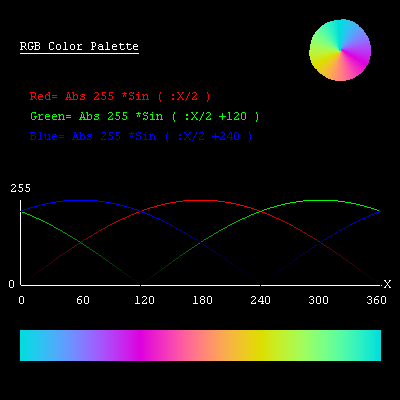 RGB Color Palette
Red= Abs 255 *Sin ( :X/2 )
Green= Abs 255 *Sin ( :X/2 +120 )
Blue= Abs 255 *Sin ( :X/2 +240 )
255
0
X
0 60 120 180 240 300 360